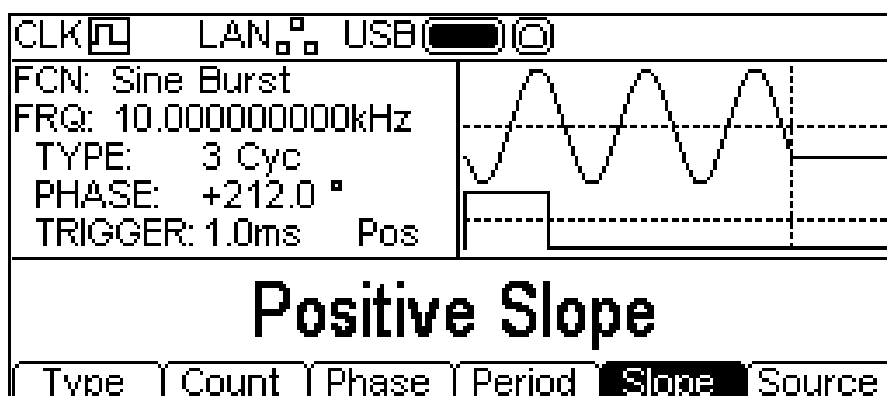 CLK LAN USB
FCN: Sine Burst
FRQ: 10.000000000kHz
TYPE: 3 Cyc
PHASE: +212.0 °
TRIGGER: 1.0ms Pos
Positive Slope
Type Count Phase Period Slope Source